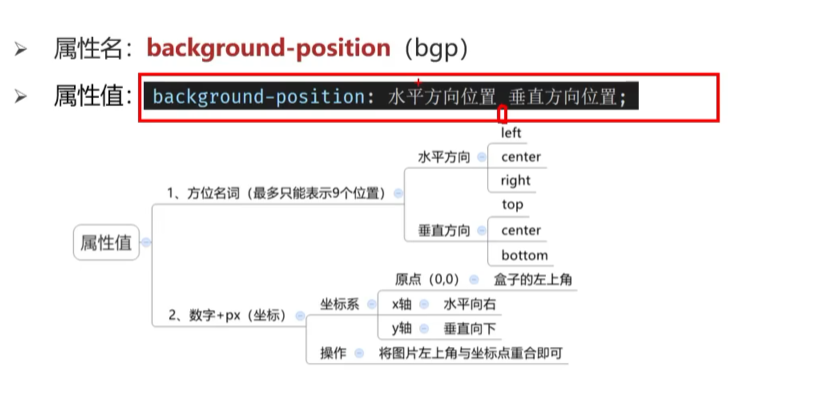 ➢ 属性名：background-position（bgp）
➢ 属性值：background-position: 水平方向位置 垂直方向位置;
left
水平方向 center
right
1、方位名词（最多只能表示9个位置）
top
垂直方向 center
bottom
属性值
原点（0,0） 盒子的左上角
坐标系 x轴 水平向右
2、数字+px（坐标）
y轴 垂直向下
操作 将图片左上角与坐标点重合即可